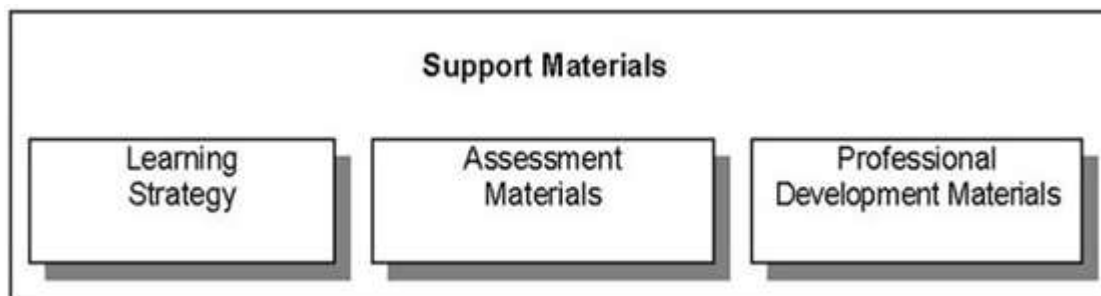 Support Materials
Learning
Strategy
Assessment
Materials
Professional
Development Materials